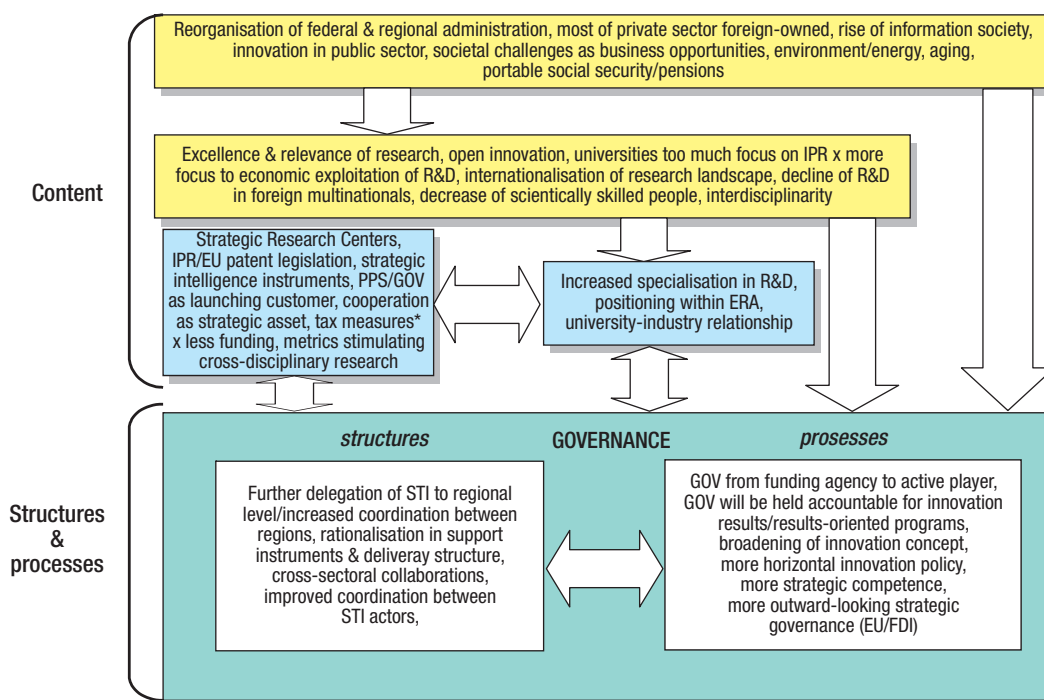 Reorganisation of federal & regional administration, most of private sector foreign-owned, rise of information society,
innovation in public sector, societal challenges as business opportunities, environment/energy, aging,
portable social security/pensions
Content
Excellence & relevance of research, open innovation, universities too much focus on IPR x more
focus to economic exploitation of R&D, internationalisation of research landscape, decline of R&D
in foreign multinationals, decrease of scientically skilled people, interdisciplinarity
Strategic Research Centers,
IPR/EU patent legislation, strategic
intelligence instruments, PPS/GOV
as launching customer, cooperation
as strategic asset, tax measures*
x less funding, metrics stimulating
cross-disciplinary research
Increased specialisation in R&D,
positioning within ERA,
university-industry relationship
structures
GOVERNANCE
prosesses
Structures
&
processes
Further delegation of STI to regional
level/increased coordination between
regions, rationalisation in support
instruments & deliveray structure,
cross-sectoral collaborations,
improved coordination between
STI actors,
GOV from funding agency to active player,
GOV will be held accountable for innovation
results/results-oriented programs,
broadening of innovation concept,
more horizontal innovation policy,
more strategic competence,
more outward-looking strategic
governance (EU/FDI)